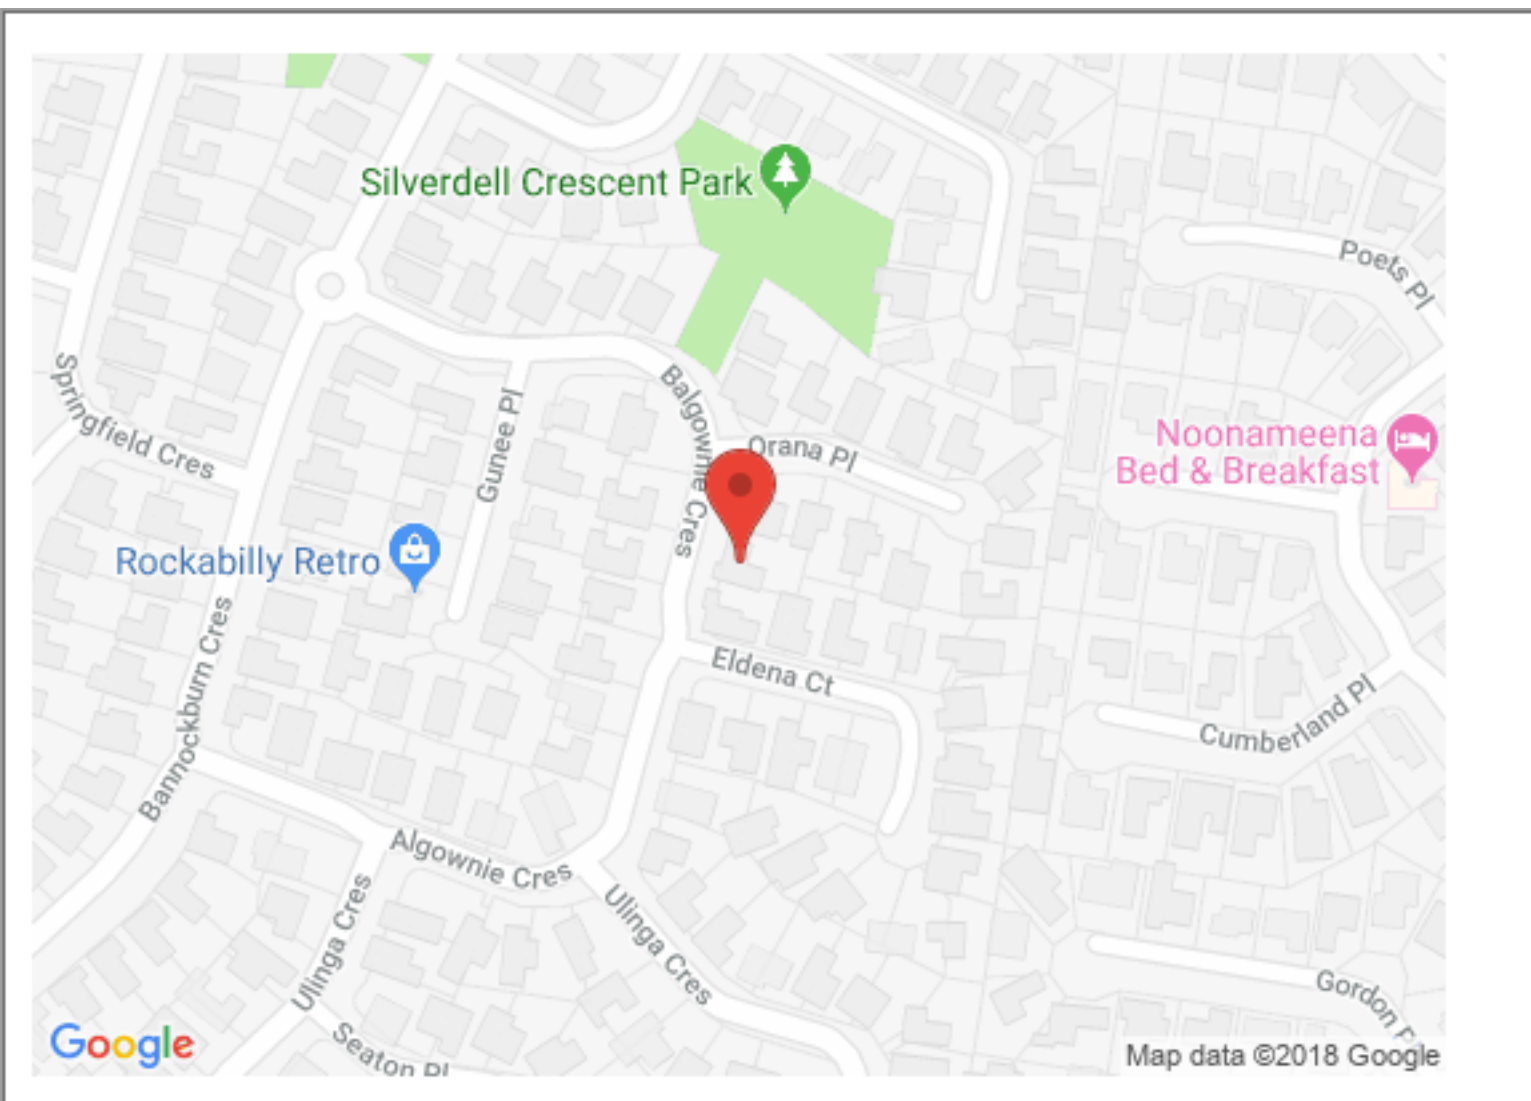 Silverdell Crescent Park
Poets Pl
Springfield Cres
Gunee Pl
Balgownie Cres
Orana Pl
Noonameena
Bed & Breakfast
Rockabilly Retro
Bannockburn Cres
Eldena Ct
Cumberland Pl
Algownie Cres
Ulinga Cres
Ulinga Cres
Gordon
Seaton Pl
Google
Map data ©2018 Google